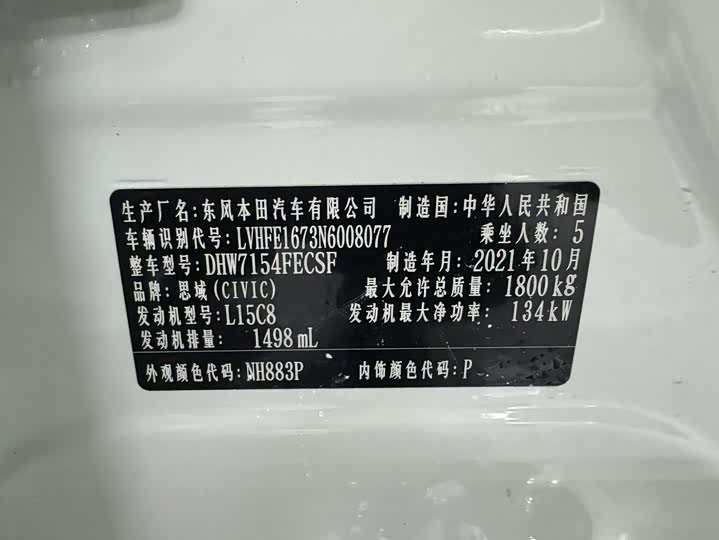 生产厂名:东风本田汽车有限公司 制造国:中华人民共和国
车辆识别代号:LVHFE1673N6008077 乘坐人数:5
整车型号:DHW7154FECSF 制造年月:2021年10月
品牌:思域(CIVIC) 最大允许总质量:1800kg
发动机型号:L15C8 发动机最大净功率:134kW
发动机排量:1498mL
外观颜色代码:NH883P 内饰颜色代码:P